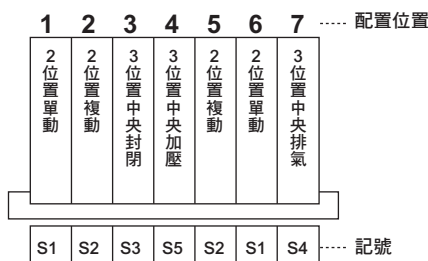 1 2 3 4 5 6 7 ..... 配置位置
2位置單動
2位置複動
3位置中央封閉
3位置中央加壓
2位置複動
2位置單動
3位置中央排氣
S1 S2 S3 S5 S2 S1 S4 ..... 記號